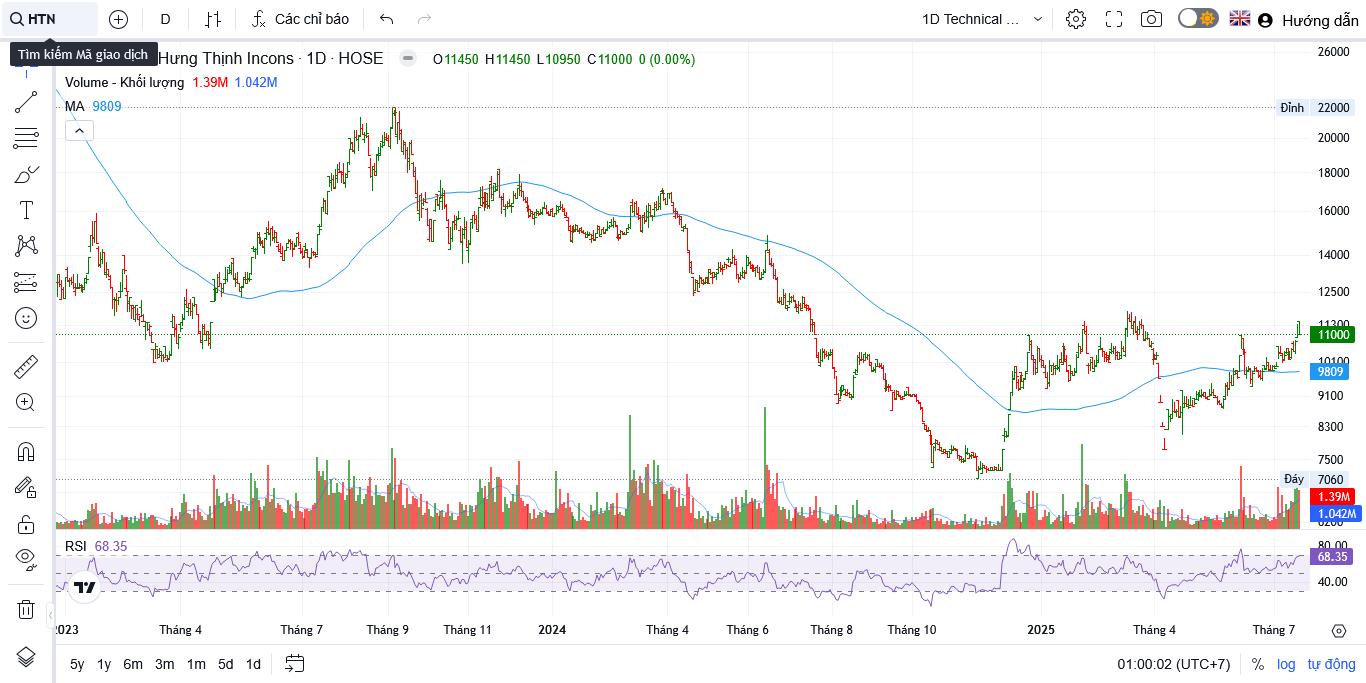 HTN
D
Các chỉ báo
1D Technical ...
Hướng dẫn
Tìm kiếm Mã giao dịch
Hưng Thịnh Incons · 1D · HOSE
O11450 H11450 L10950 C11000 0 (0.00%)
Volume - Khối lượng 1.39M 1.042M
MA 9809
26000
Đỉnh 22000
20000
18000
16000
14000
12500
11300
11000
10100
9809
9100
8300
7500
Đáy 7060
1.39M
1.042M
6200
RSI 68.35
80.00
68.35
40.00
2023 Tháng 4 Tháng 7 Tháng 9 Tháng 11 2024 Tháng 4 Tháng 6 Tháng 8 Tháng 10 2025 Tháng 4 Tháng 7
5y 1y 6m 3m 1m 5d 1d
01:00:02 (UTC+7) % log tự động